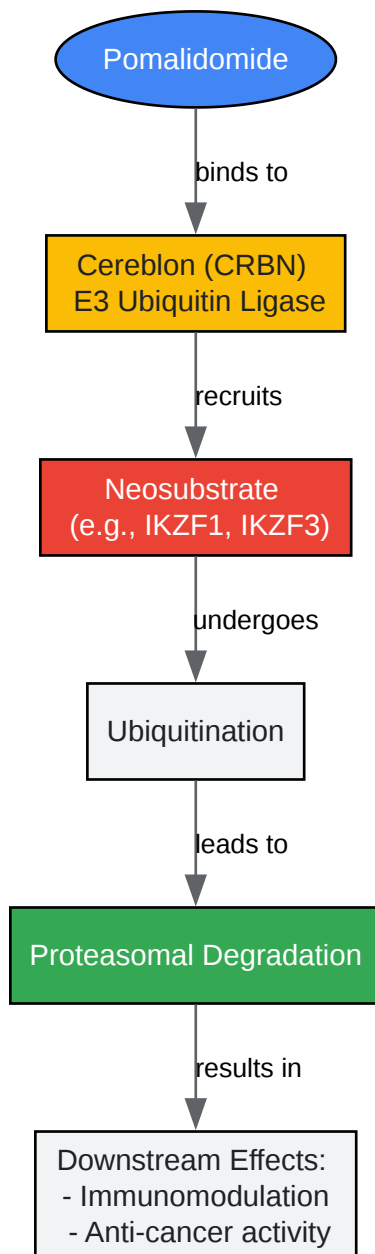 Pomalidomide
binds to
Cereblon (CRBN)
E3 Ubiquitin Ligase
recruits
Neosubstrate
(e.g., IKZF1, IKZF3)
undergoes
Ubiquitination
leads to
Proteasomal Degradation
results in
Downstream Effects:
- Immunomodulation
- Anti-cancer activity